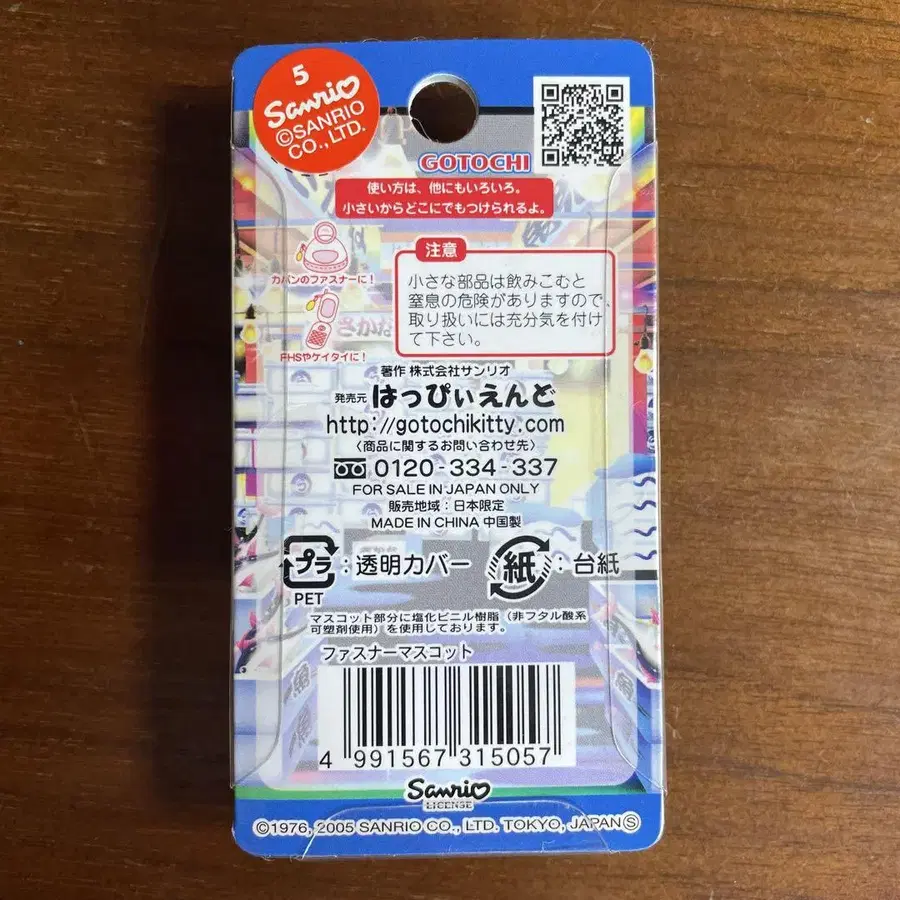 5
Sanrio
©SANRIO
CO., LTD.
GOTOCHI
使い方は、他にもいろいろ。
小さいからどこにでもつけられるよ。
注意
小さな部品は飲みこむと
窒息の危険がありますので、
取り扱いには充分気を付け
て下さい。
カバンのファスナーに！
さかな
FHSやケイタイに！
著作 株式会社サンリオ
発売元 はっぴぃえんど
http://gotochikitty.com
〈商品に関するお問い合わせ先〉
0120-334-337
FOR SALE IN JAPAN ONLY
販売地域：日本限定
MADE IN CHINA 中国製
プラ：透明カバー
PET
紙：台紙
マスコット部分に塩化ビニル樹脂（非フタル酸系
可塑剤使用）を使用しております。
ファスナーマスコット
4 991567 315057
Sanrio
LICENSE
©1976, 2005 SANRIO CO., LTD. TOKYO, JAPAN Ⓢ